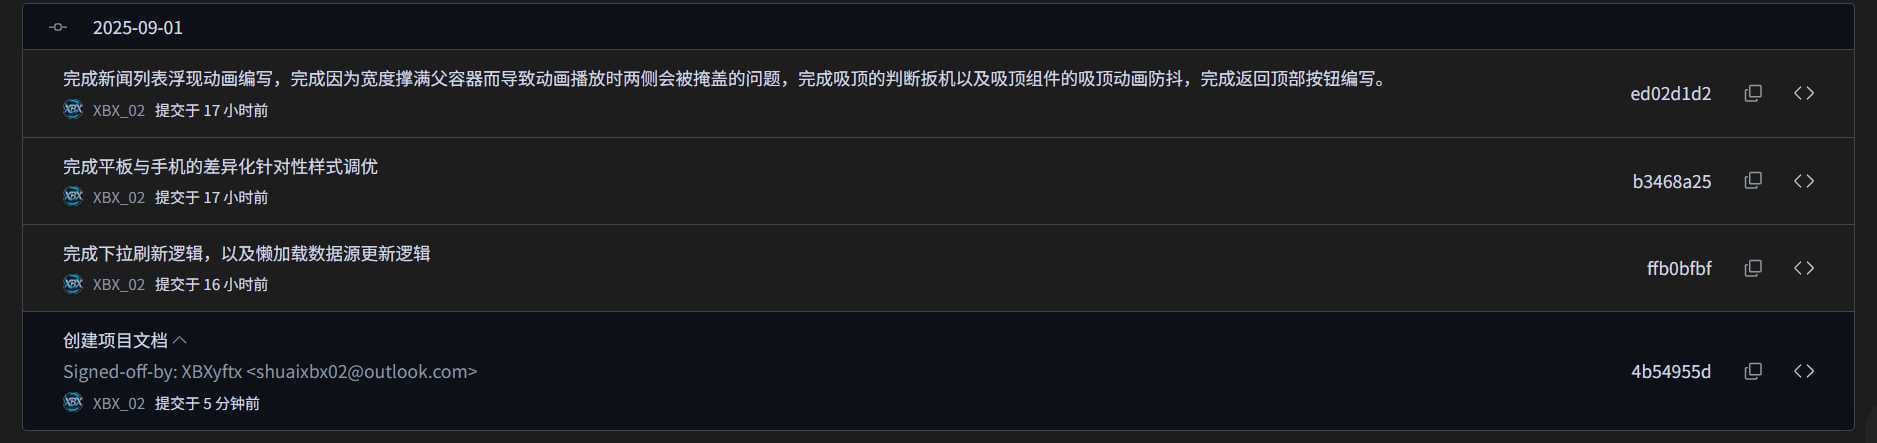 2025-09-01
完成新闻列表浮现动画编写，完成因为宽度撑满父容器而导致动画播放时两侧会被掩盖的问题，完成吸顶的判断扳机以及吸顶组件的吸顶动画防抖，完成返回顶部按钮编写。
XBX XBX_02 提交于 17 小时前
ed02d1d2
完成平板与手机的差异化针对性样式调优
XBX XBX_02 提交于 17 小时前
b3468a25
完成下拉刷新逻辑，以及懒加载数据源更新逻辑
XBX XBX_02 提交于 16 小时前
ffb0bfbf
创建项目文档
Signed-off-by: XBXyftx <shuaixbx02@outlook.com>
XBX XBX_02 提交于 5 分钟前
4b54955d